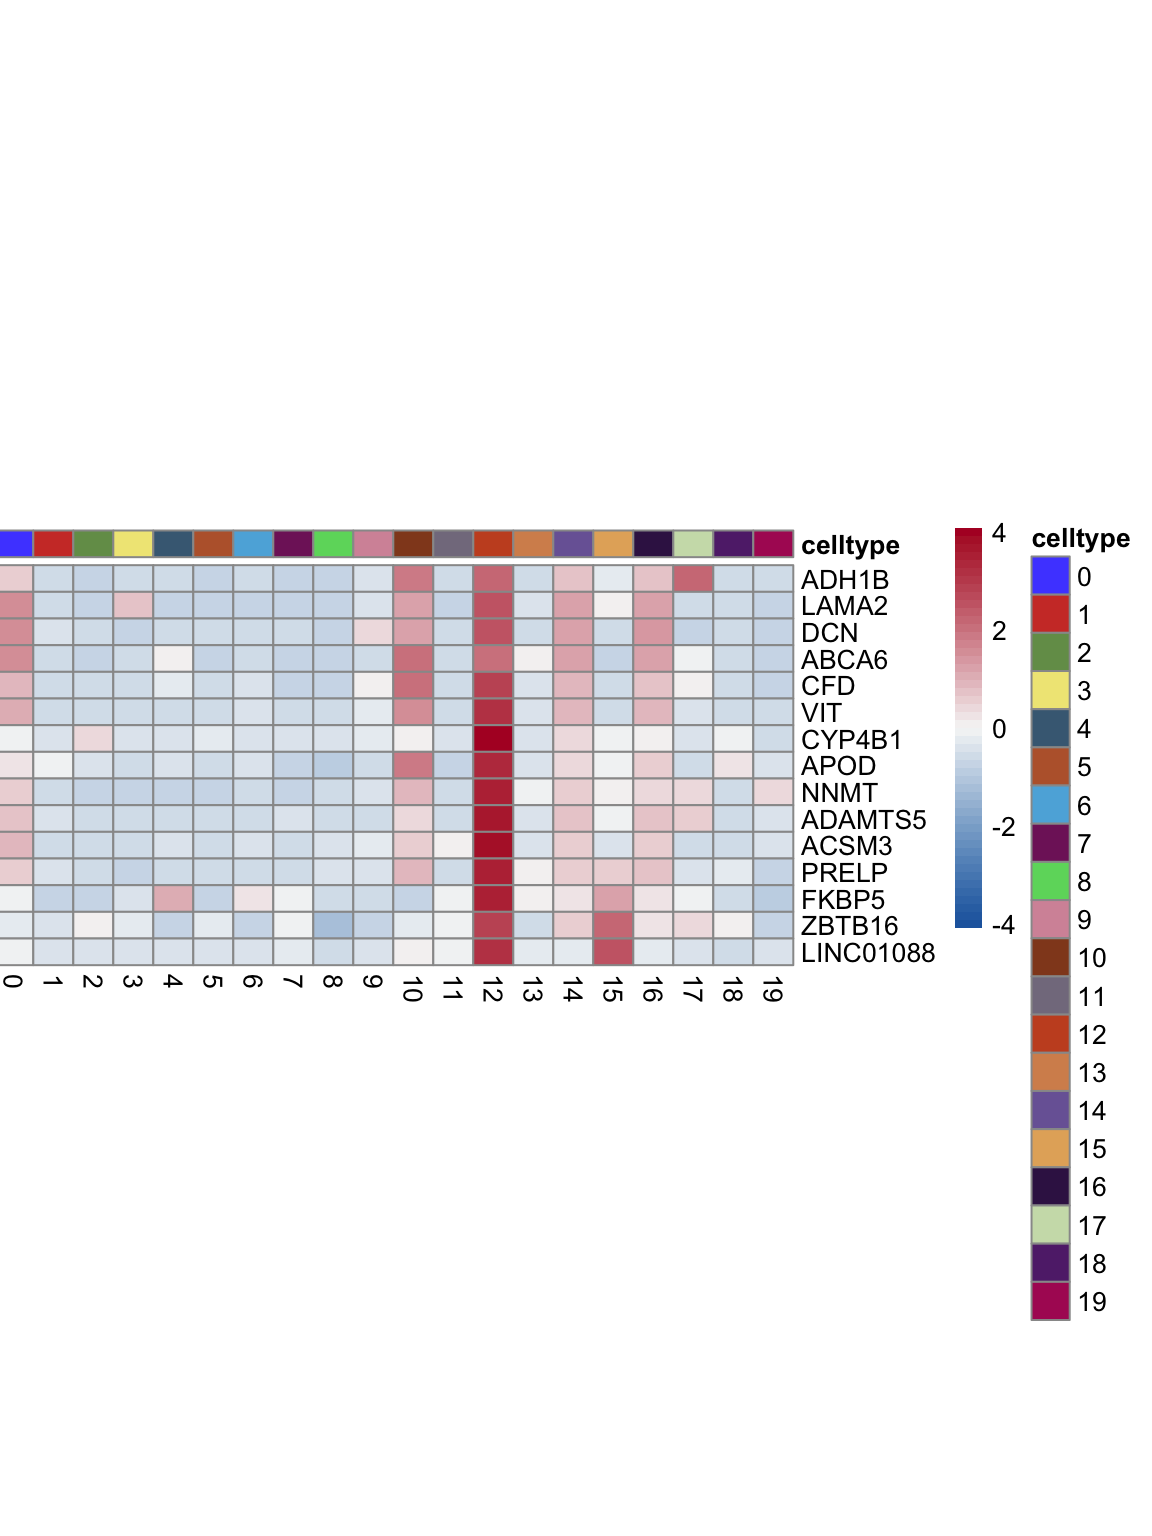 celltype
ADH1B
LAMA2
DCN
ABCA6
CFD
VIT
CYP4B1
APOD
NNMT
ADAMTS5
ACSM3
PRELP
FKBP5
ZBTB16
LINC01088
0 1 2 3 4 5 6 7 8 9 10 11 12 13 14 15 16 17 18 19
4
2
0
-2
-4
celltype
0
1
2
3
4
5
6
7
8
9
10
11
12
13
14
15
16
17
18
19